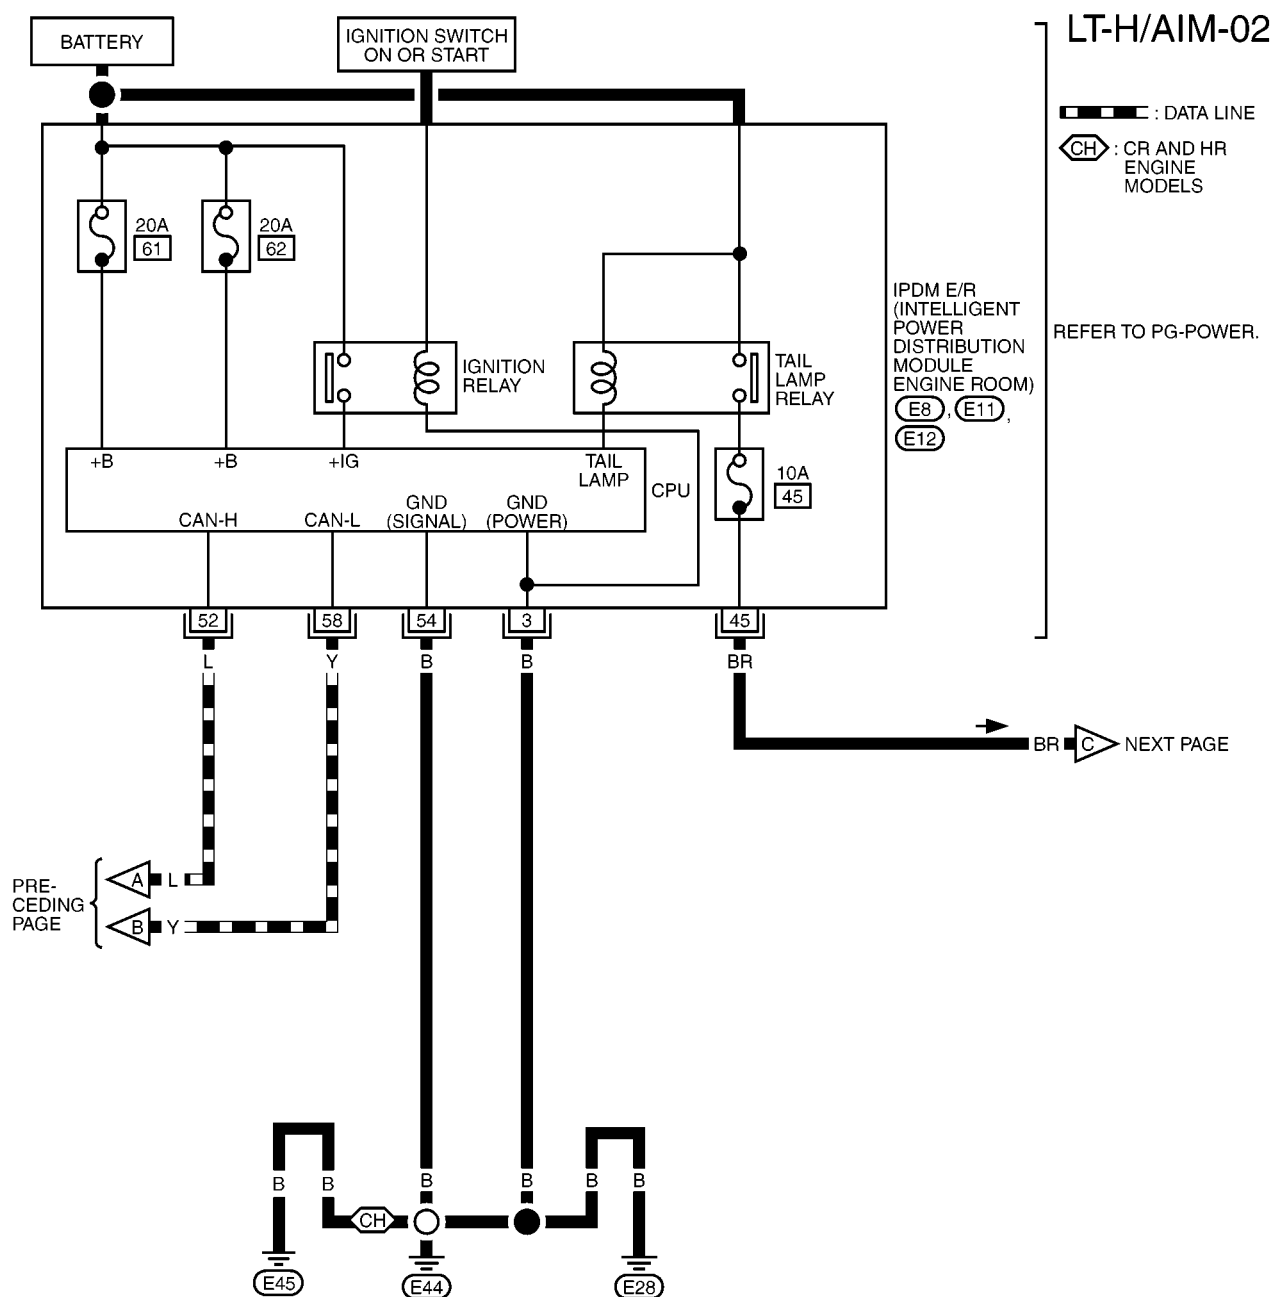 LT-H/AIM-02
BATTERY
IGNITION SWITCH
ON OR START
: DATA LINE
CH : CR AND HR
ENGINE
MODELS
20A
61
20A
62
IPDM E/R
(INTELLIGENT
POWER
DISTRIBUTION
MODULE
ENGINE ROOM)
E8 , E11 ,
E12
REFER TO PG-POWER.
IGNITION
RELAY
TAIL
LAMP
RELAY
+B
+B
+IG
TAIL
LAMP
CPU
10A
45
CAN-H
CAN-L
GND
(SIGNAL)
GND
(POWER)
52
58
54
3
45
L
Y
B
B
BR
BR
C
NEXT PAGE
PRE-
CEDING
PAGE
A
L
B
Y
B
B
B
B
B
B
CH
E45
E44
E28